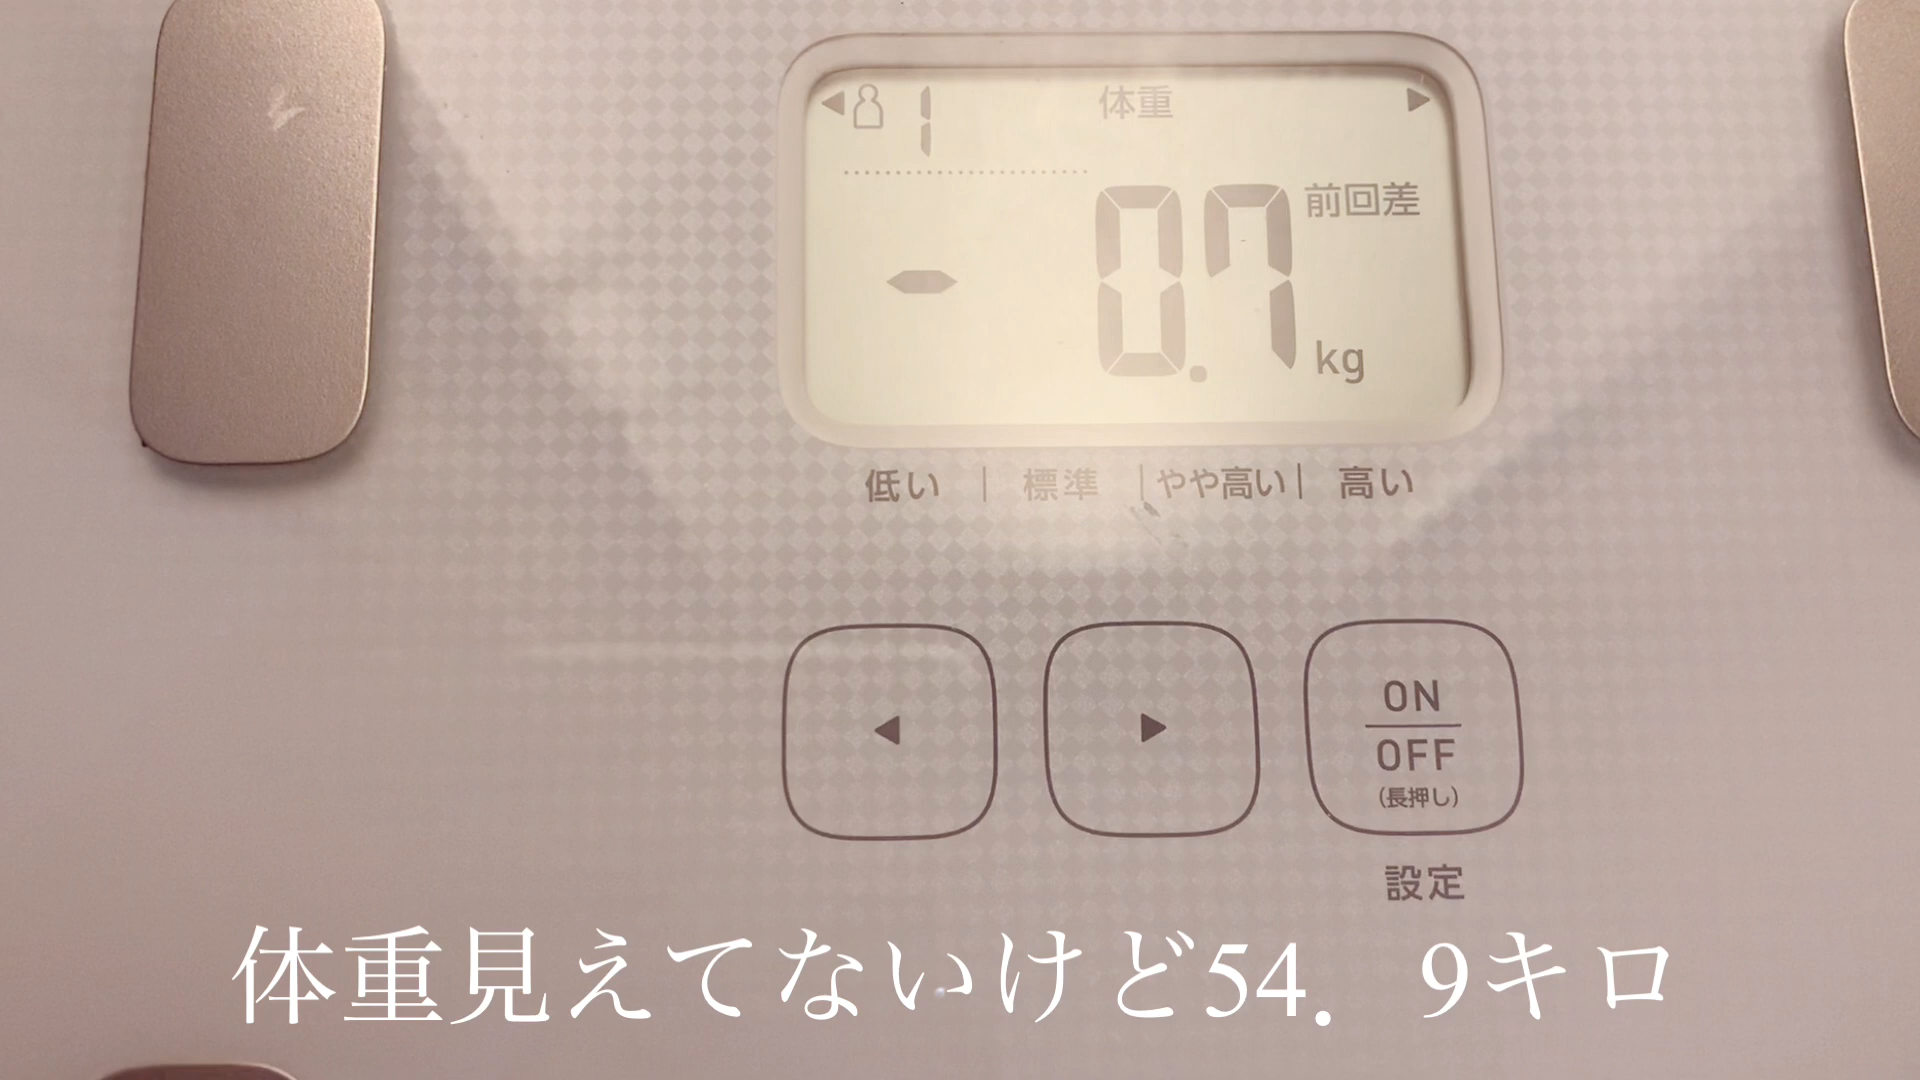 1 体重
前回差
- 0.7 kg
低い | 標準 | やや高い | 高い
ON
OFF
(長押し)
設定
体重見えてないけど54．9キロ